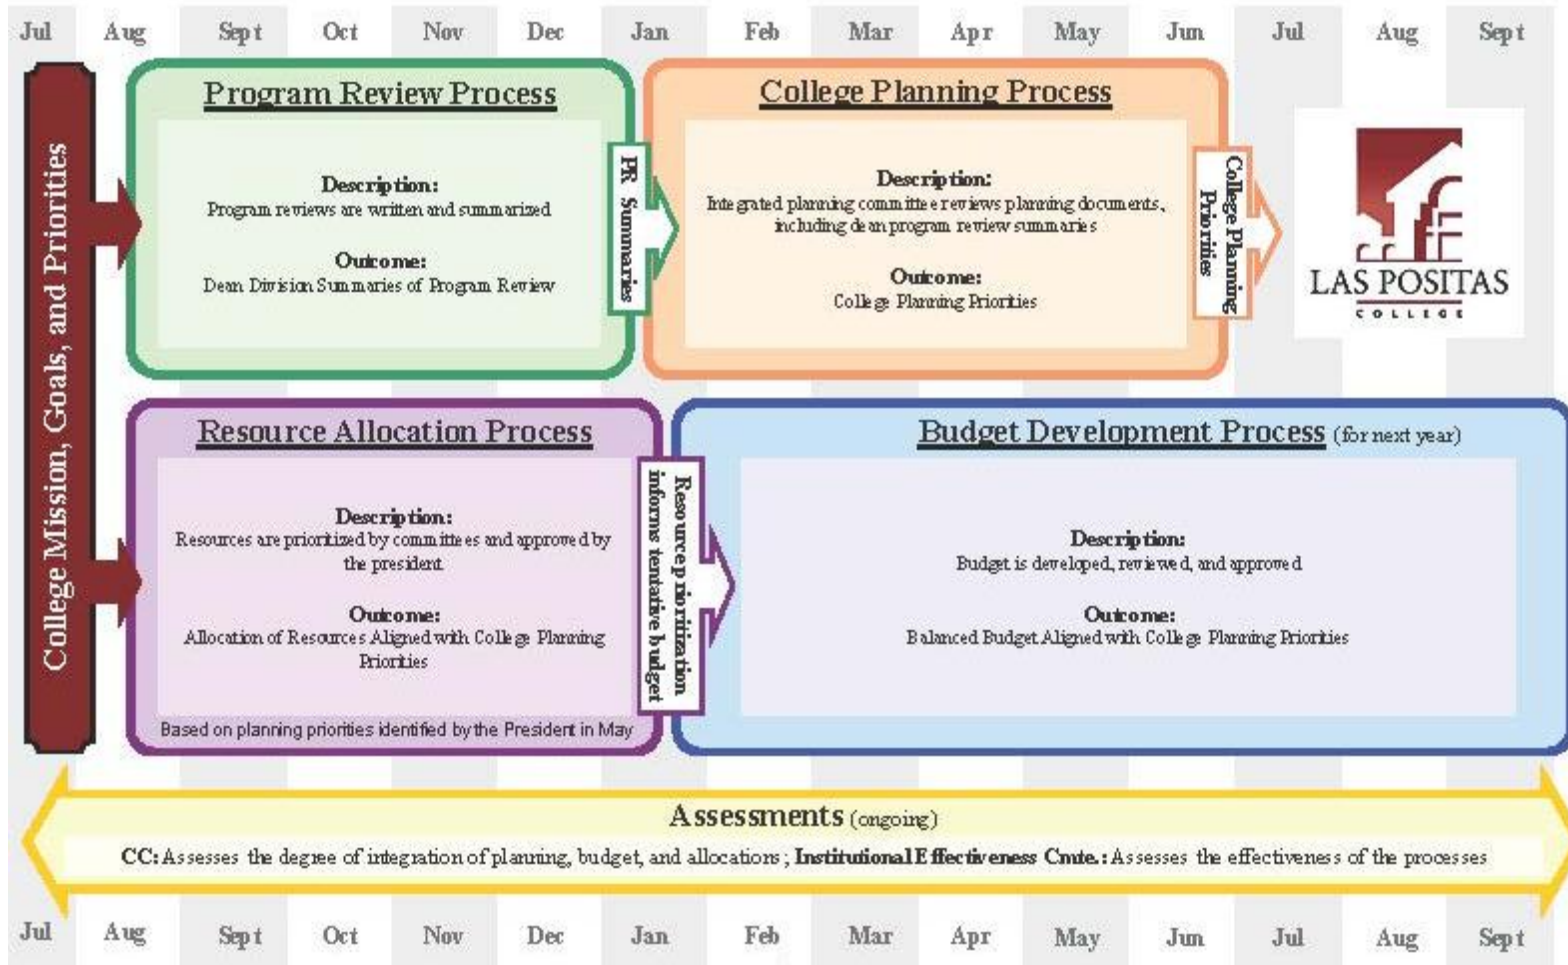 Jul Aug Sept Oct Nov Dec Jan Feb Mar Apr May Jun Jul Aug Sept
College Mission, Goals, and Priorities
Program Review Process
Description:
Program reviews are written and summarized
Outcome:
Dean Division Summaries of Program Review
PR Summaries
College Planning Process
Description:
Integrated planning committee reviews planning documents,
including dean program review summaries
Outcome:
College Planning Priorities
College Planning
Priorities
LAS POSITAS
COLLEGE
Resource Allocation Process
Description:
Resources are prioritized by committees and approved by
the president
Outcome:
Allocation of Resources Aligned with College Planning
Priorities
Based on planning priorities identified by the President in May
Resource prioritization
informs tentative budget
Budget Development Process (for next year)
Description:
Budget is developed, reviewed, and approved
Outcome:
Balanced Budget Aligned with College Planning Priorities
Assessments (ongoing)
CC: Assesses the degree of integration of planning, budget, and allocations; Institutional Effectiveness Cmte.: Assesses the effectiveness of the processes
Jul Aug Sept Oct Nov Dec Jan Feb Mar Apr May Jun Jul Aug Sept